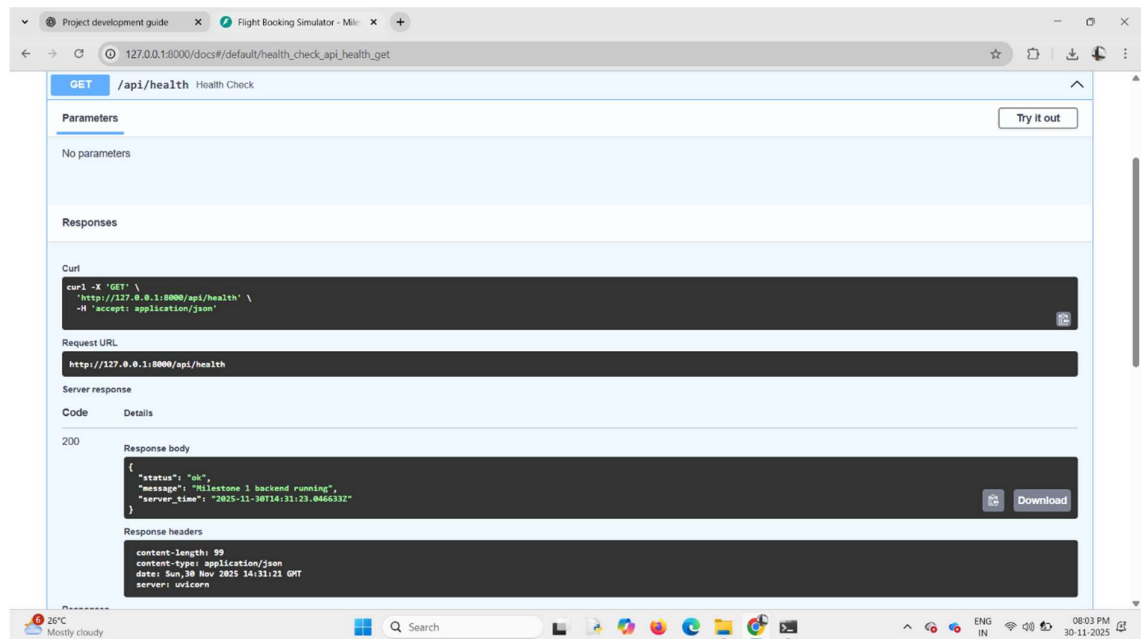 Project development guide
Flight Booking Simulator - Mile
127.0.0.1:8000/docs#/default/health_check_api_health_get
GET /api/health Health Check
Parameters
Try it out
No parameters
Responses
Curl
curl -X 'GET' \
'http://127.0.0.1:8000/api/health' \
-H 'accept: application/json'
Request URL
http://127.0.0.1:8000/api/health
Server response
Code Details
200
Response body
{
"status": "ok",
"message": "Milestone 1 backend running",
"server_time": "2025-11-30T14:31:23.046633Z"
}
Download
Response headers
content-length: 99
content-type: application/json
date: Sun,30 Nov 2025 14:31:21 GMT
server: uvicorn
Responses
6
26°C
Mostly cloudy
Search
ENG
IN
08:03 PM
30-11-2025